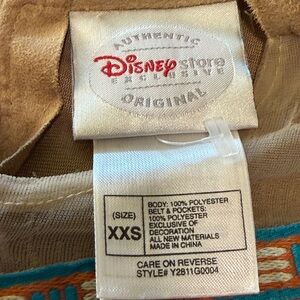 AUTHENTIC
Disney store
EXCLUSIVE
ORIGINAL
(SIZE)
XXS
BODY: 100% POLYESTER
BELT & POCKETS:
100% POLYESTER
EXCLUSIVE OF
DECORATION
ALL NEW MATERIALS
MADE IN CHINA
CARE ON REVERSE
STYLE# Y2811G0004